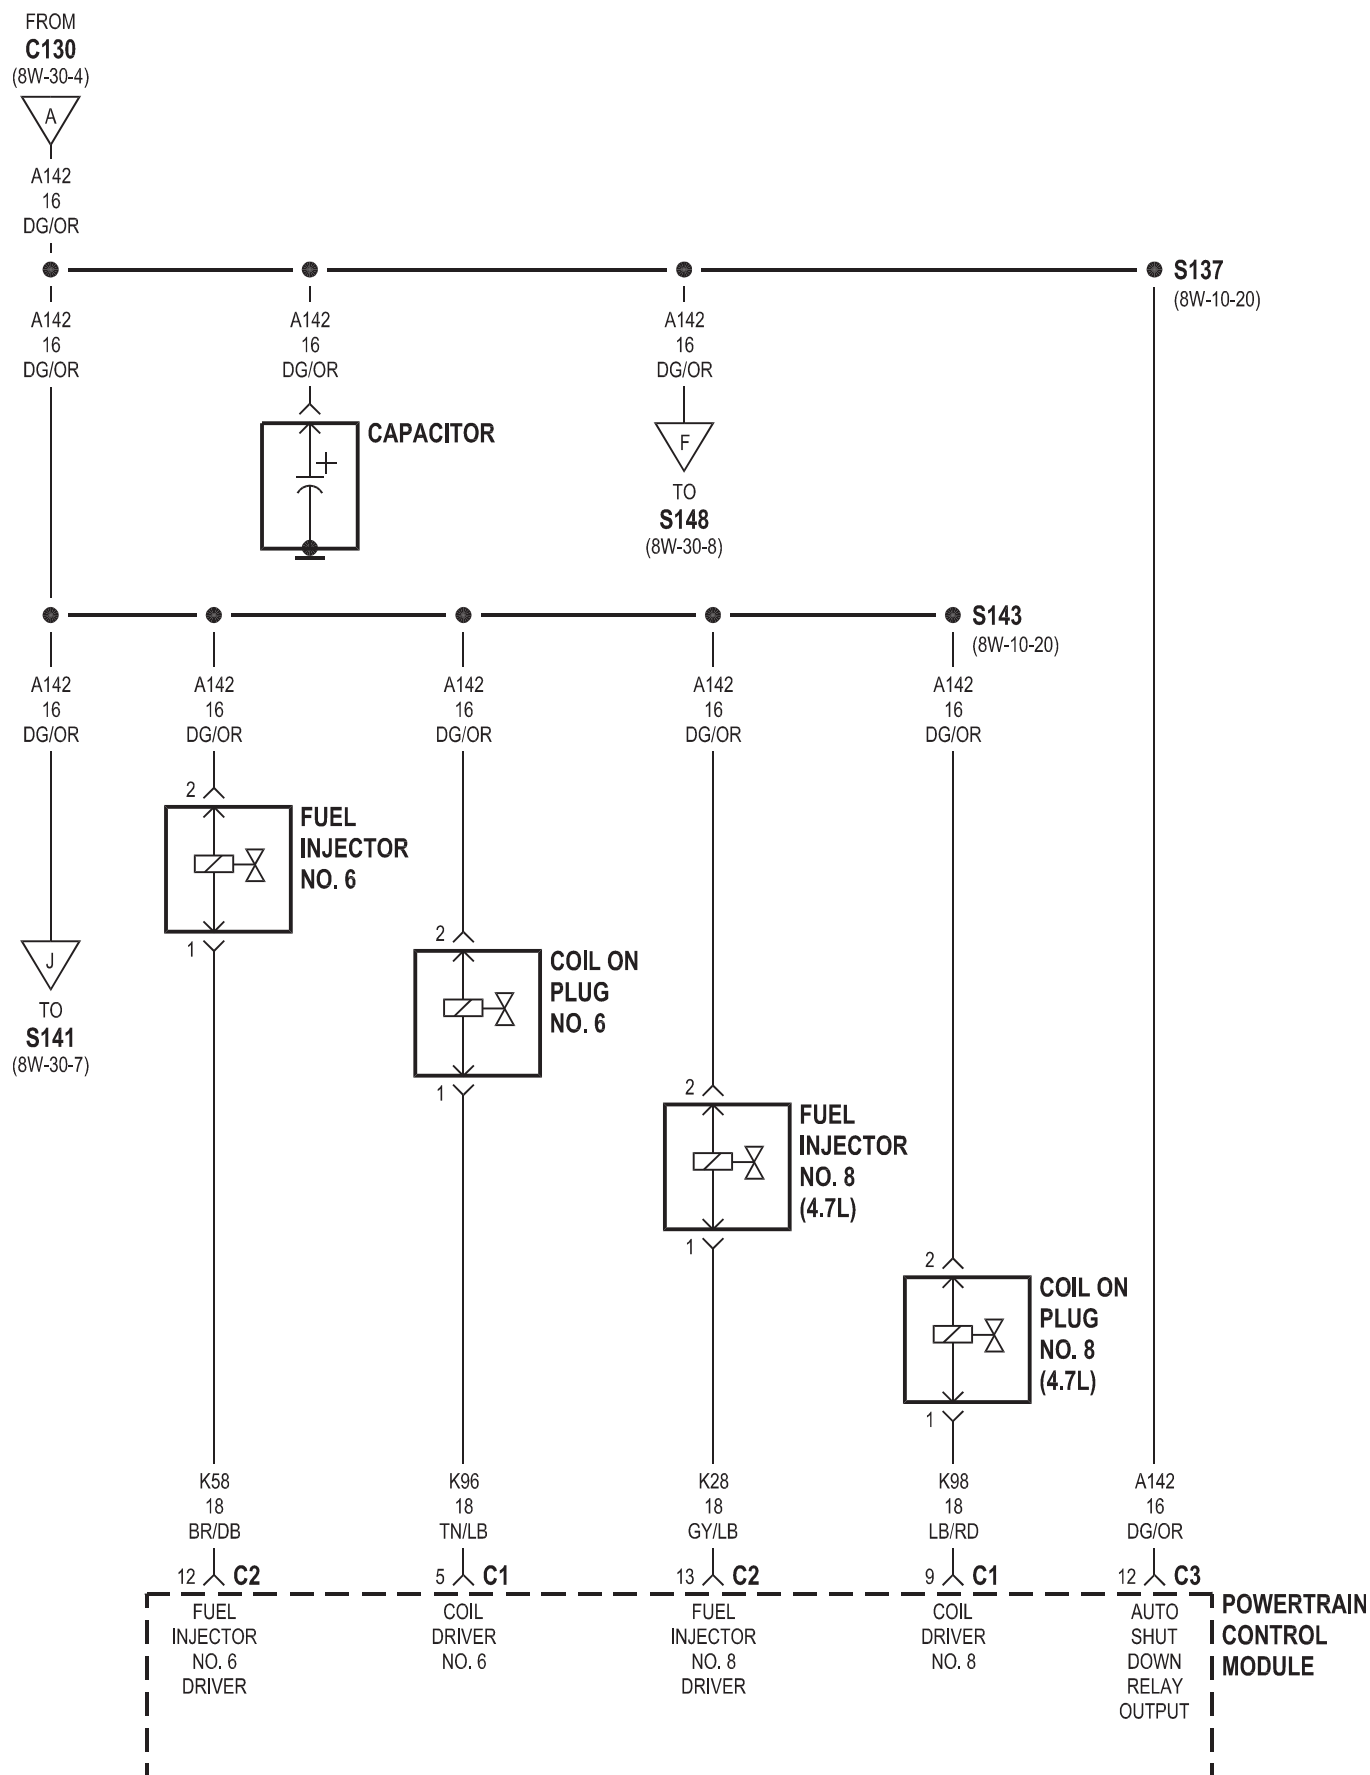 FROM
C130
(8W-30-4)
A
A142
16
DG/OR
S137
(8W-10-20)
A142
16
DG/OR
A142
16
DG/OR
A142
16
DG/OR
CAPACITOR
+
F
TO
S148
(8W-30-8)
S143
(8W-10-20)
A142
16
DG/OR
A142
16
DG/OR
A142
16
DG/OR
A142
16
DG/OR
A142
16
DG/OR
2
FUEL
INJECTOR
NO. 6
1
J
TO
S141
(8W-30-7)
2
COIL ON
PLUG
NO. 6
1
2
FUEL
INJECTOR
NO. 8
(4.7L)
1
2
COIL ON
PLUG
NO. 8
(4.7L)
1
K58
18
BR/DB
K96
18
TN/LB
K28
18
GY/LB
K98
18
LB/RD
A142
16
DG/OR
12 C2
5 C1
13 C2
9 C1
12 C3
FUEL
INJECTOR
NO. 6
DRIVER
COIL
DRIVER
NO. 6
FUEL
INJECTOR
NO. 8
DRIVER
COIL
DRIVER
NO. 8
AUTO
SHUT
DOWN
RELAY
OUTPUT
POWERTRAIN
CONTROL
MODULE